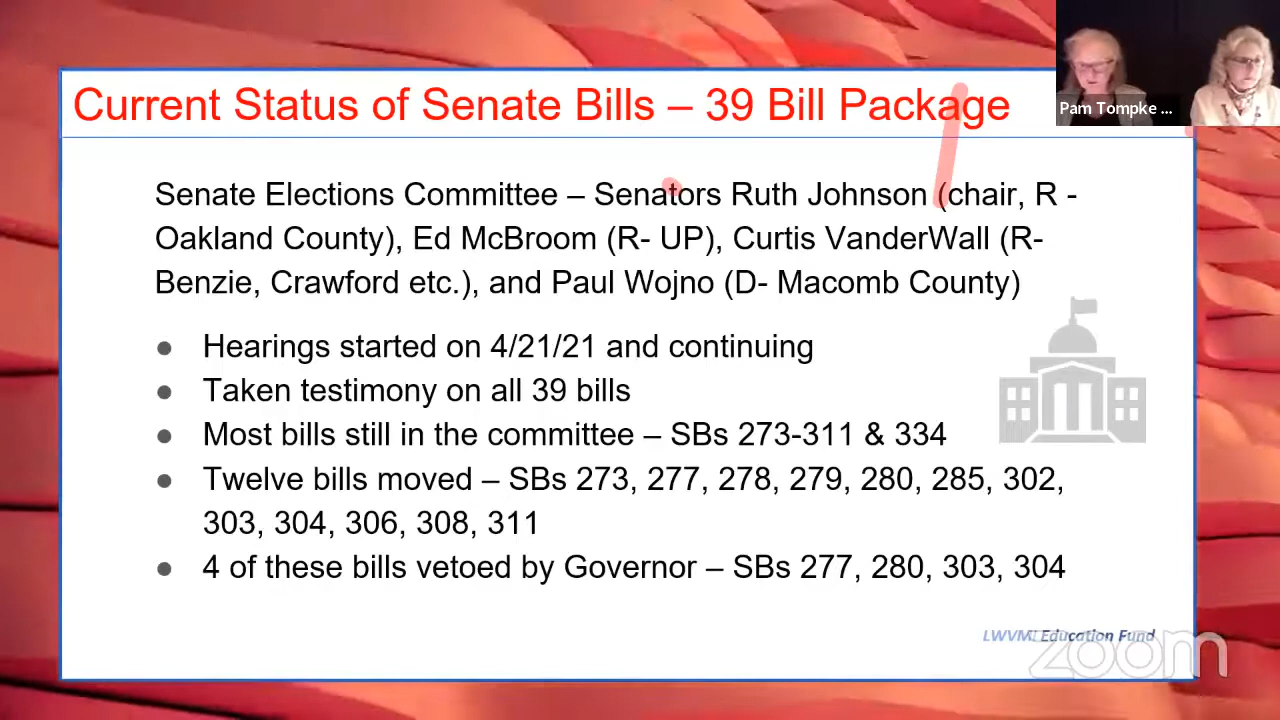 Current Status of Senate Bills – 39 Bill Package
Pam Tompke ...
Senate Elections Committee – Senators Ruth Johnson (chair, R -
Oakland County), Ed McBroom (R- UP), Curtis VanderWall (R-
Benzie, Crawford etc.), and Paul Wojno (D- Macomb County)
● Hearings started on 4/21/21 and continuing
● Taken testimony on all 39 bills
● Most bills still in the committee – SBs 273-311 & 334
● Twelve bills moved – SBs 273, 277, 278, 279, 280, 285, 302,
303, 304, 306, 308, 311
● 4 of these bills vetoed by Governor – SBs 277, 280, 303, 304
LWVMI Education Fund
zoom